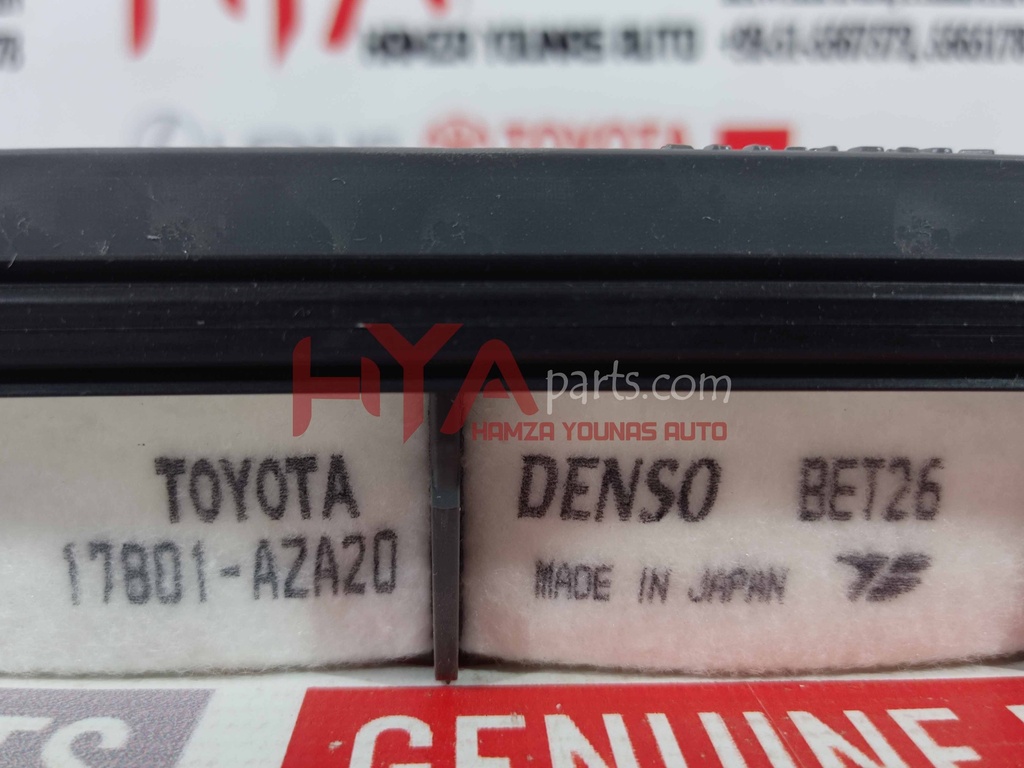 HAMZA YOUNAS AUTO
TOYOTA
HYAparts.com
HAMZA YOUNAS AUTO
TOYOTA
17801-AZA20
DENSO BET26
MADE IN JAPAN
GENUINE